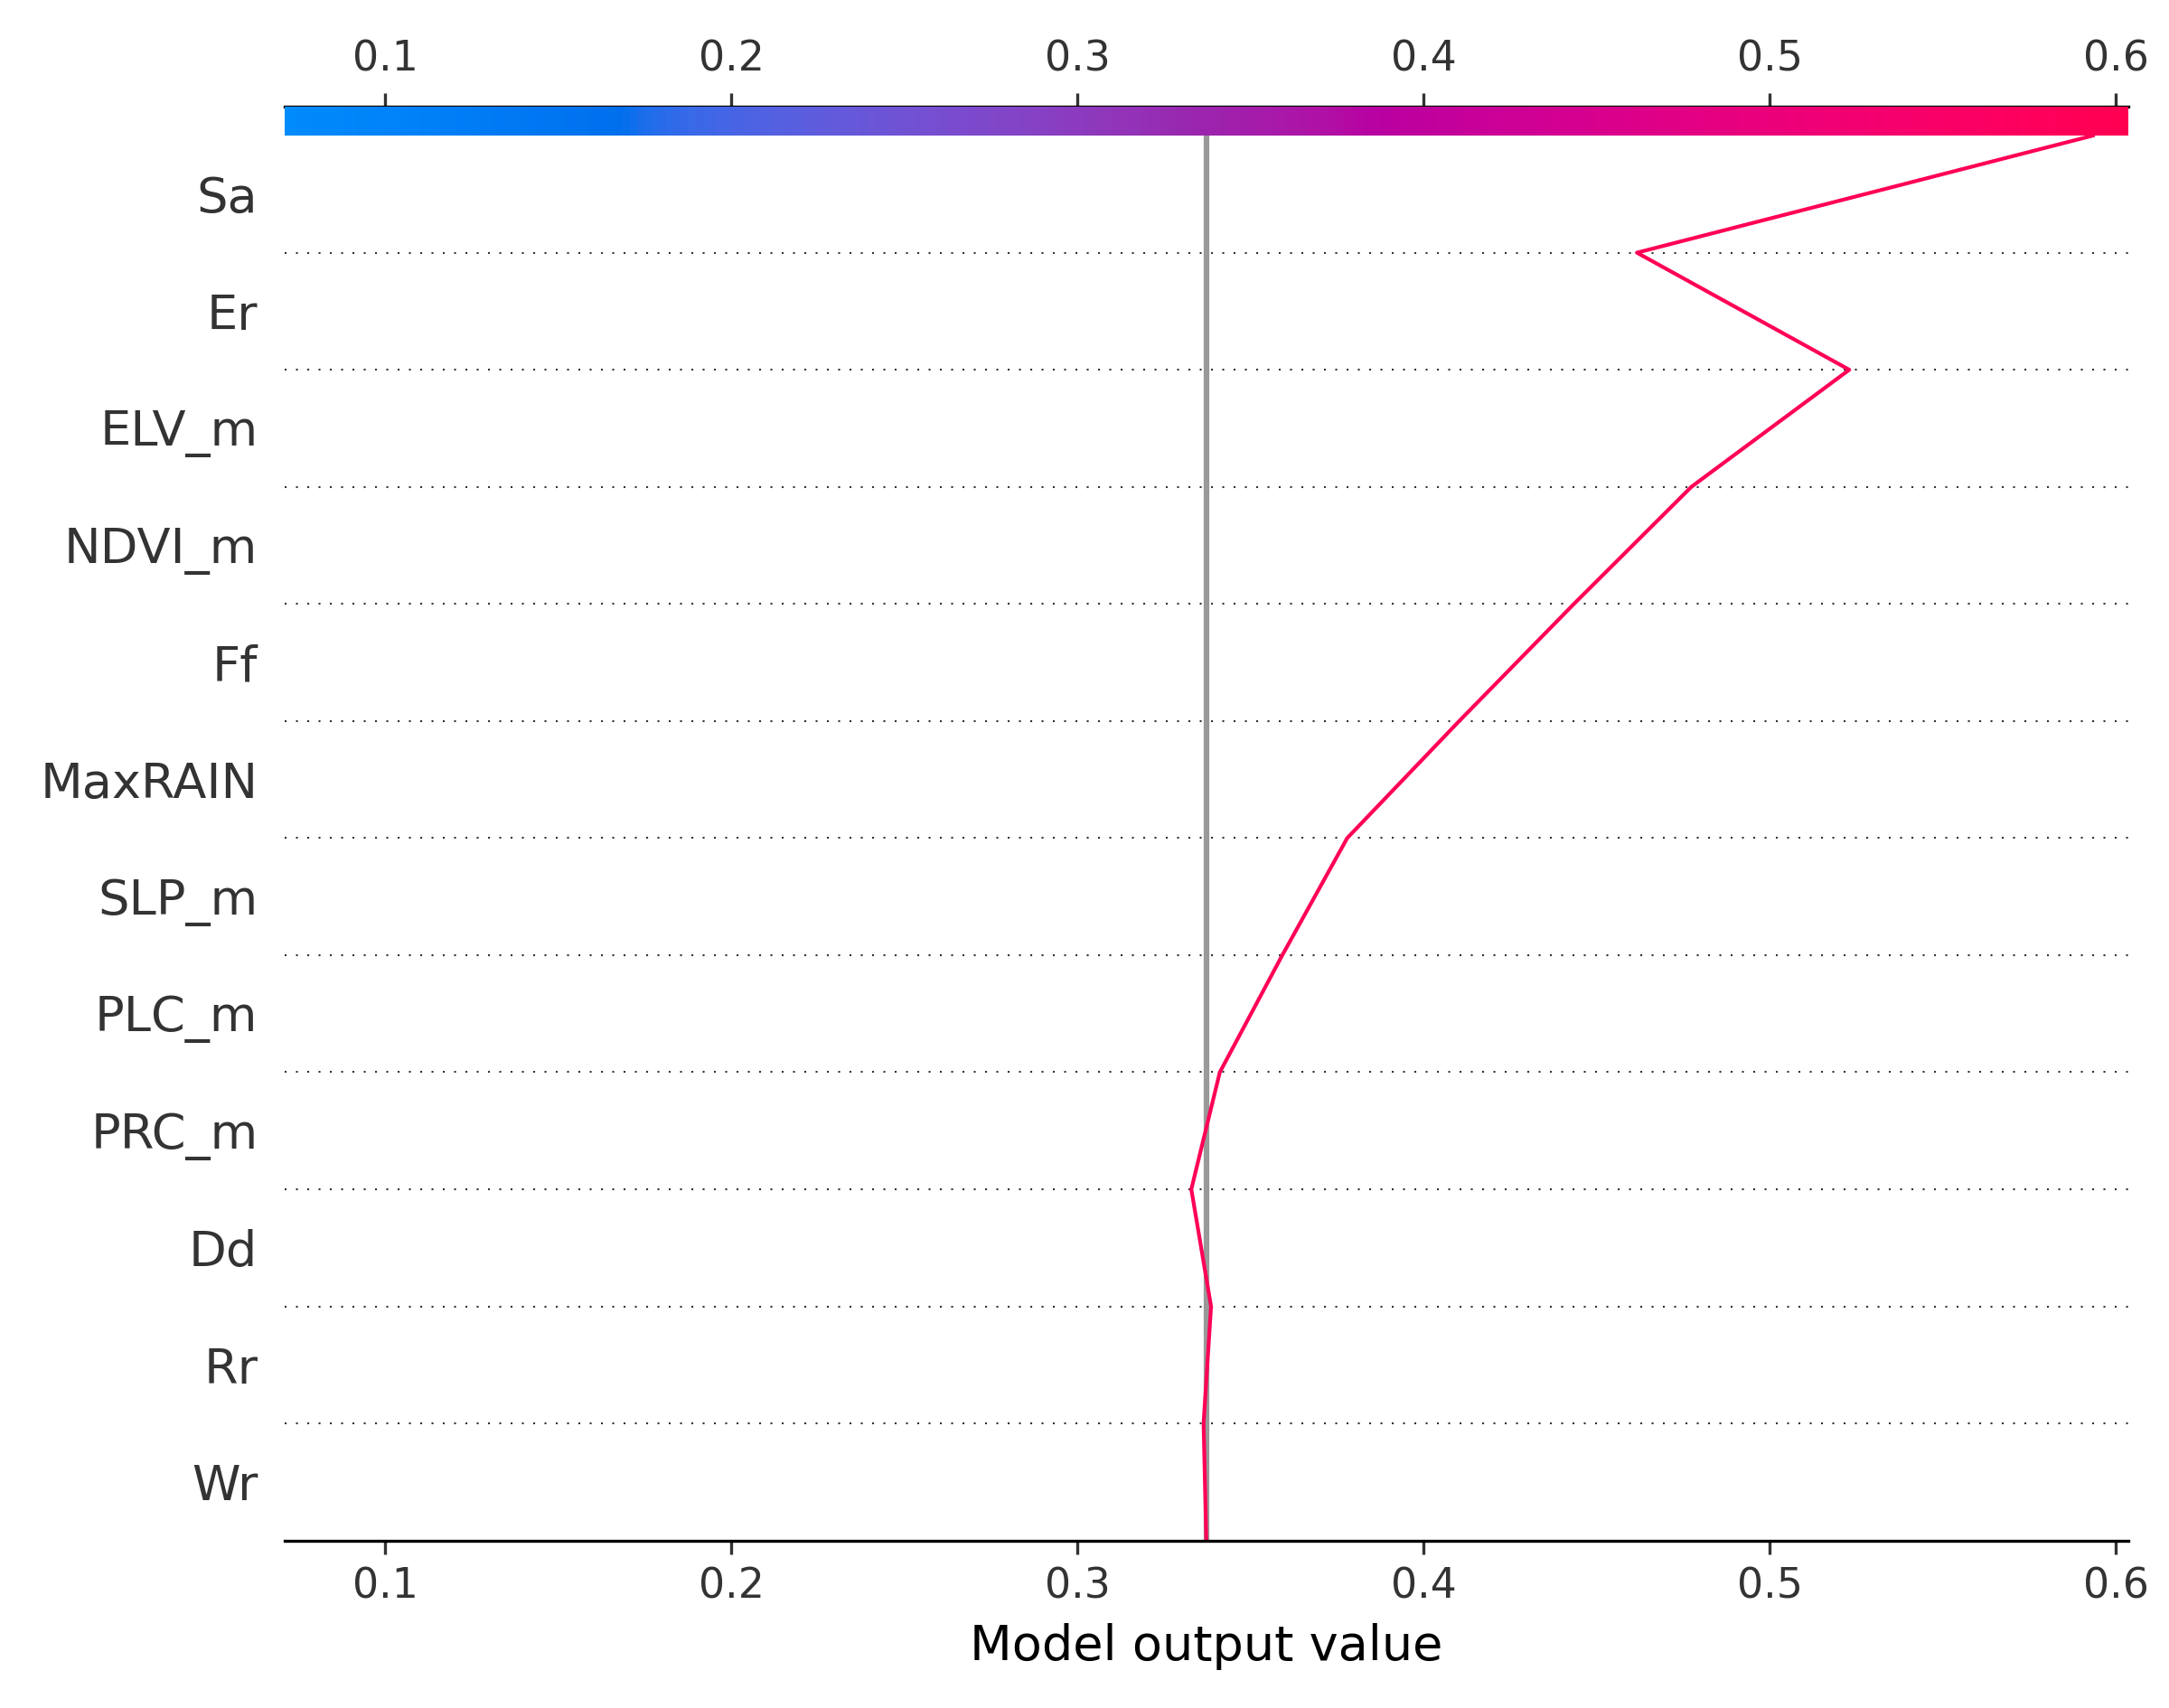 0.1 0.2 0.3 0.4 0.5 0.6
Sa
Er
ELV_m
NDVI_m
Ff
MaxRAIN
SLP_m
PLC_m
PRC_m
Dd
Rr
Wr
0.1 0.2 0.3 0.4 0.5 0.6
Model output value